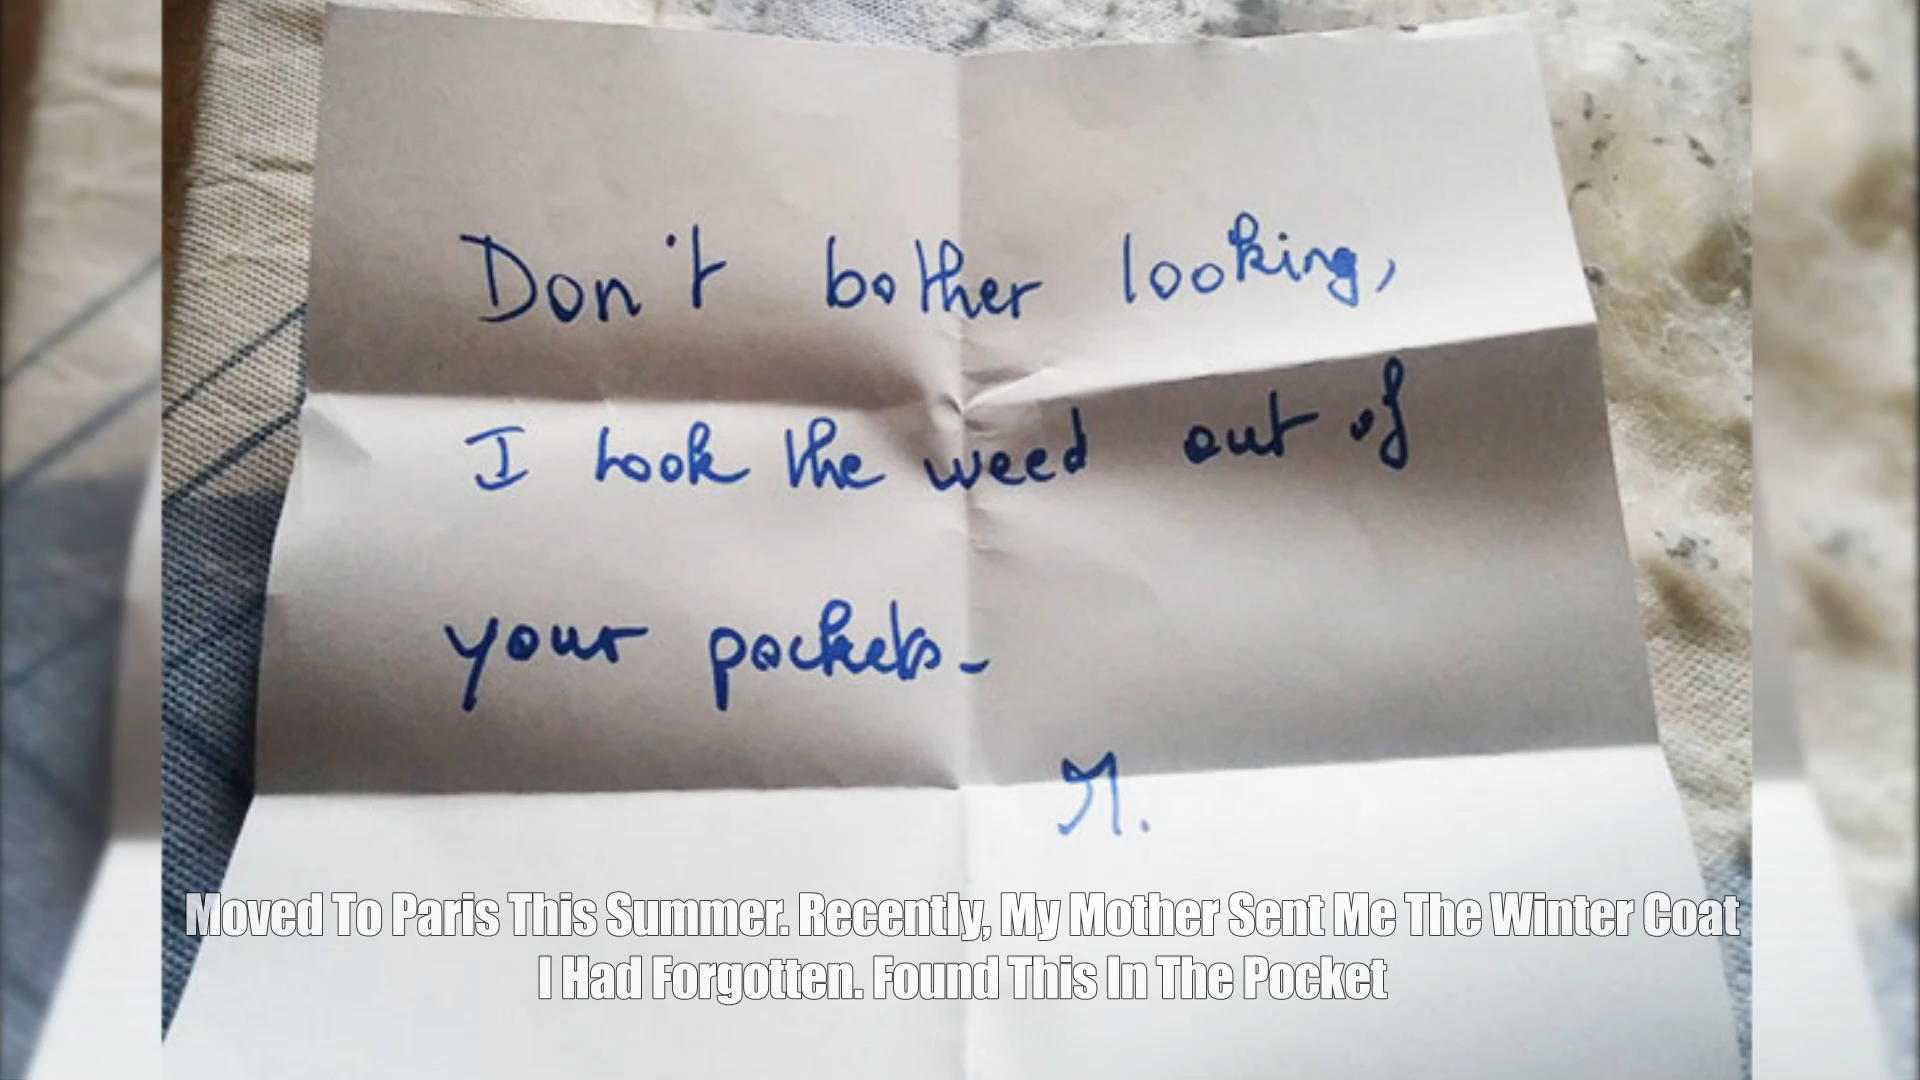 Don't bother looking,
I took the weed out of
your pockets-
M.
Moved To Paris This Summer. Recently, My Mother Sent Me The Winter Coat
I Had Forgotten. Found This In The Pocket